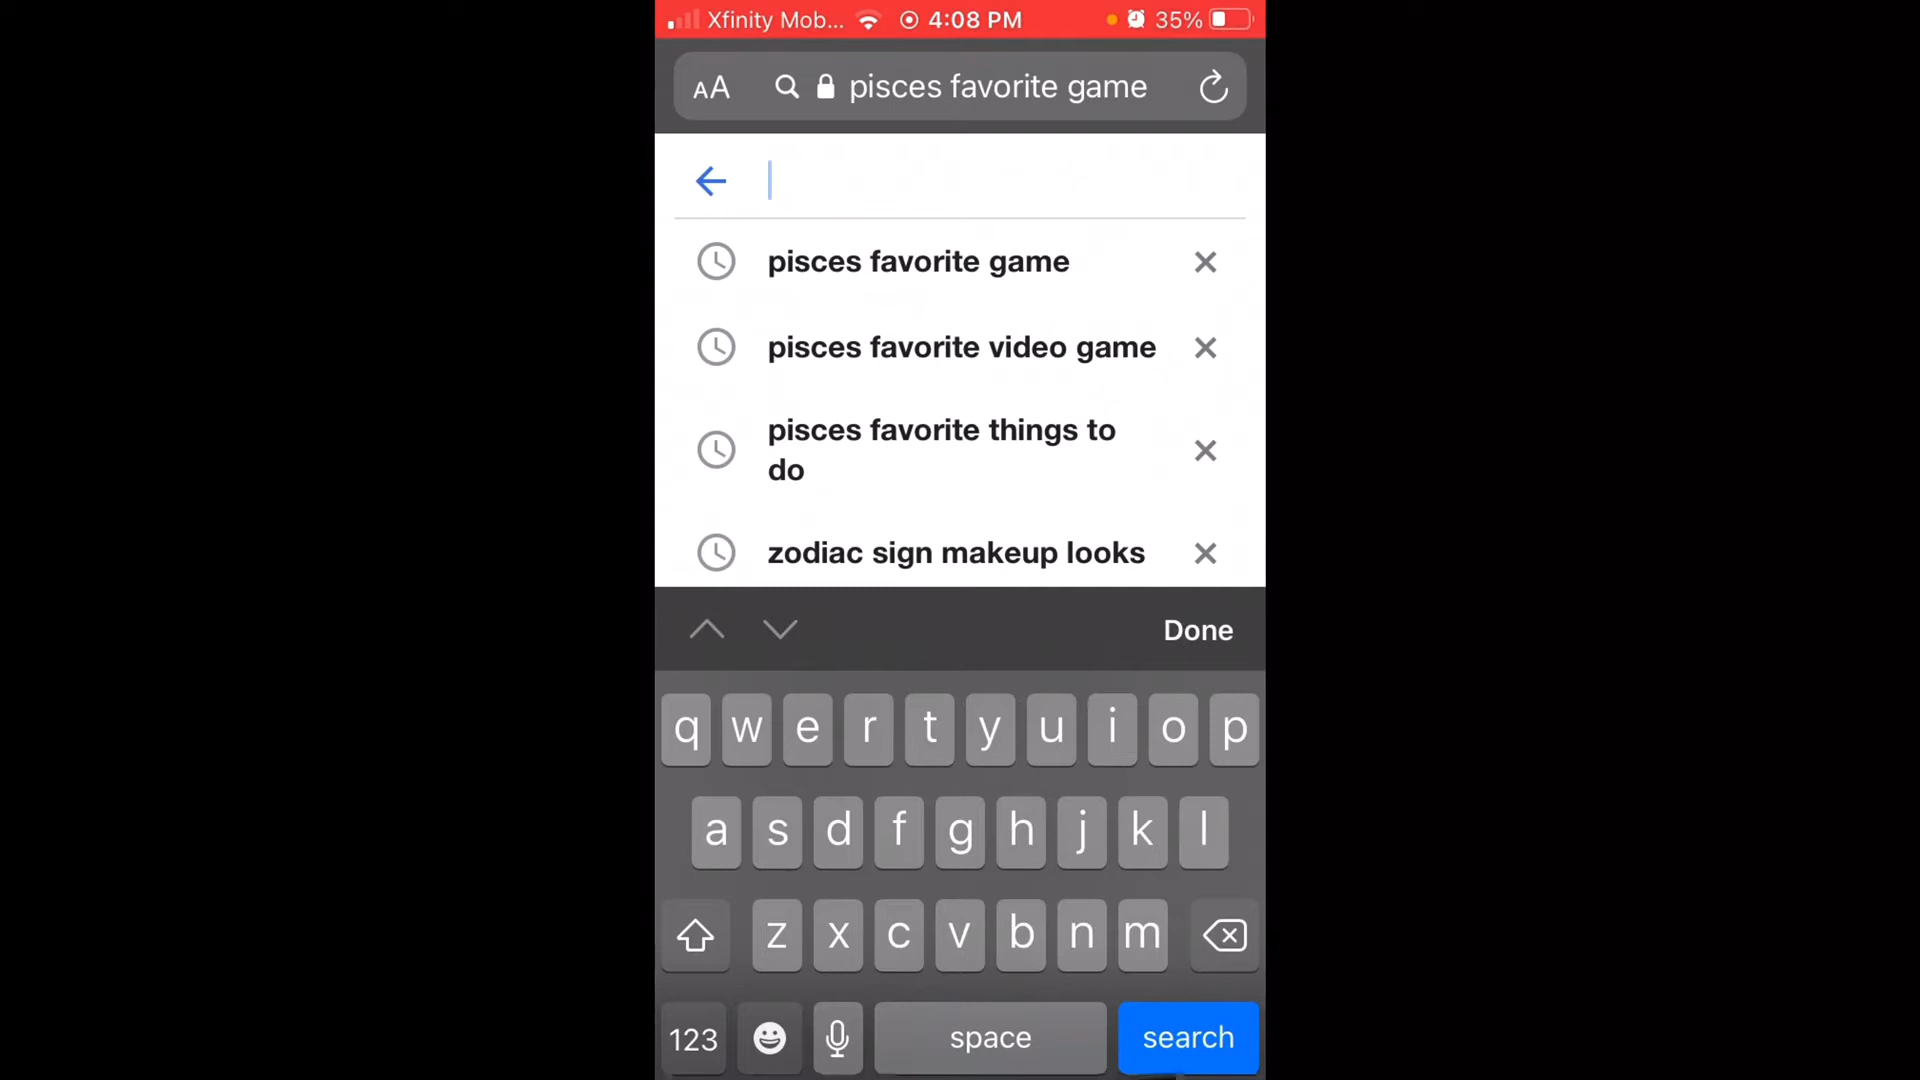 Xfinity Mob... 4:08 PM 35%
AA pisces favorite game
pisces favorite game
pisces favorite video game
pisces favorite things to
do
zodiac sign makeup looks
Done
q w e r t y u i o p
a s d f g h j k l
z x c v b n m
123 space search